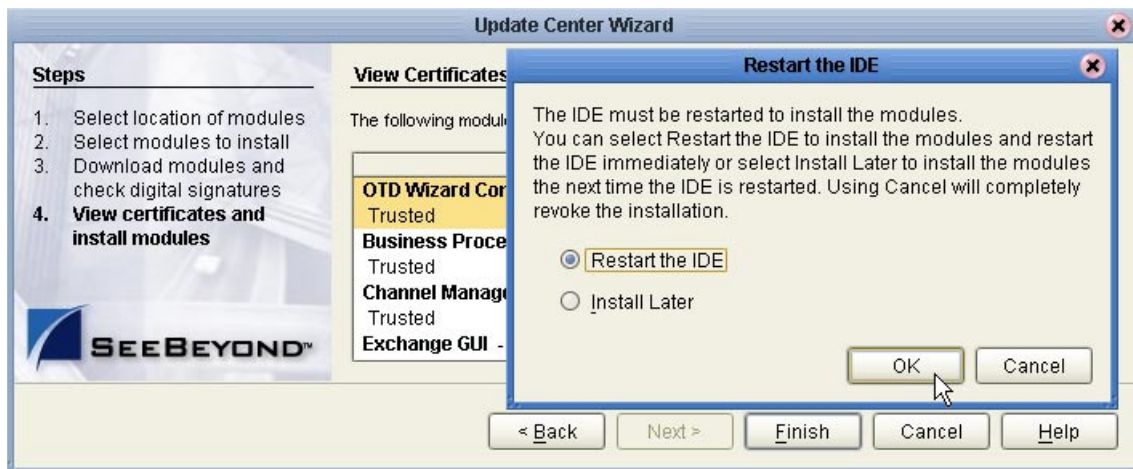 Update Center Wizard
Steps
1. Select location of modules
2. Select modules to install
3. Download modules and
check digital signatures
4. View certificates and
install modules
SEEBEYOND™
View Certificates
The following modul
OTD Wizard Cor
Trusted
Business Proce
Trusted
Channel Manag
Trusted
Exchange GUI -
Restart the IDE
The IDE must be restarted to install the modules.
You can select Restart the IDE to install the modules and restart
the IDE immediately or select Install Later to install the modules
the next time the IDE is restarted. Using Cancel will completely
revoke the installation.
Restart the IDE
Install Later
OK
Cancel
< Back
Next >
Finish
Cancel
Help